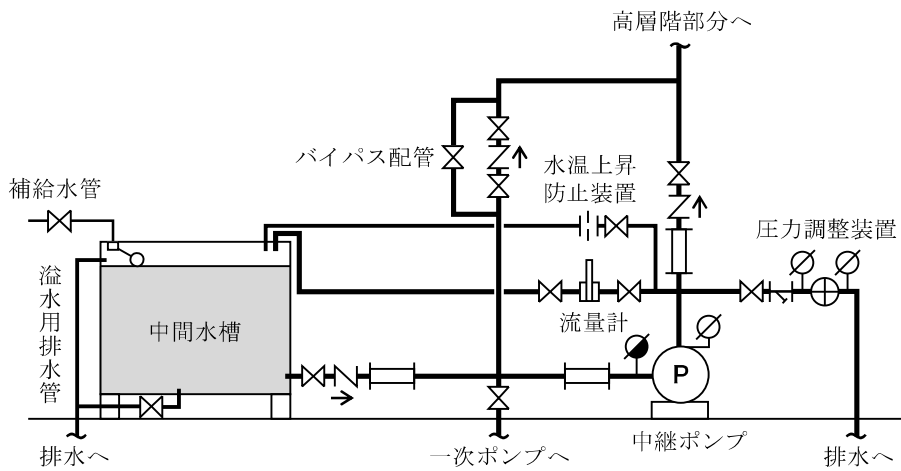 高層階部分へ
バイパス配管
水温上昇
防止装置
補給水管
圧力調整装置
溢水用排水管
中間水槽
流量計
P
中継ポンプ
排水へ
一次ポンプへ
排水へ